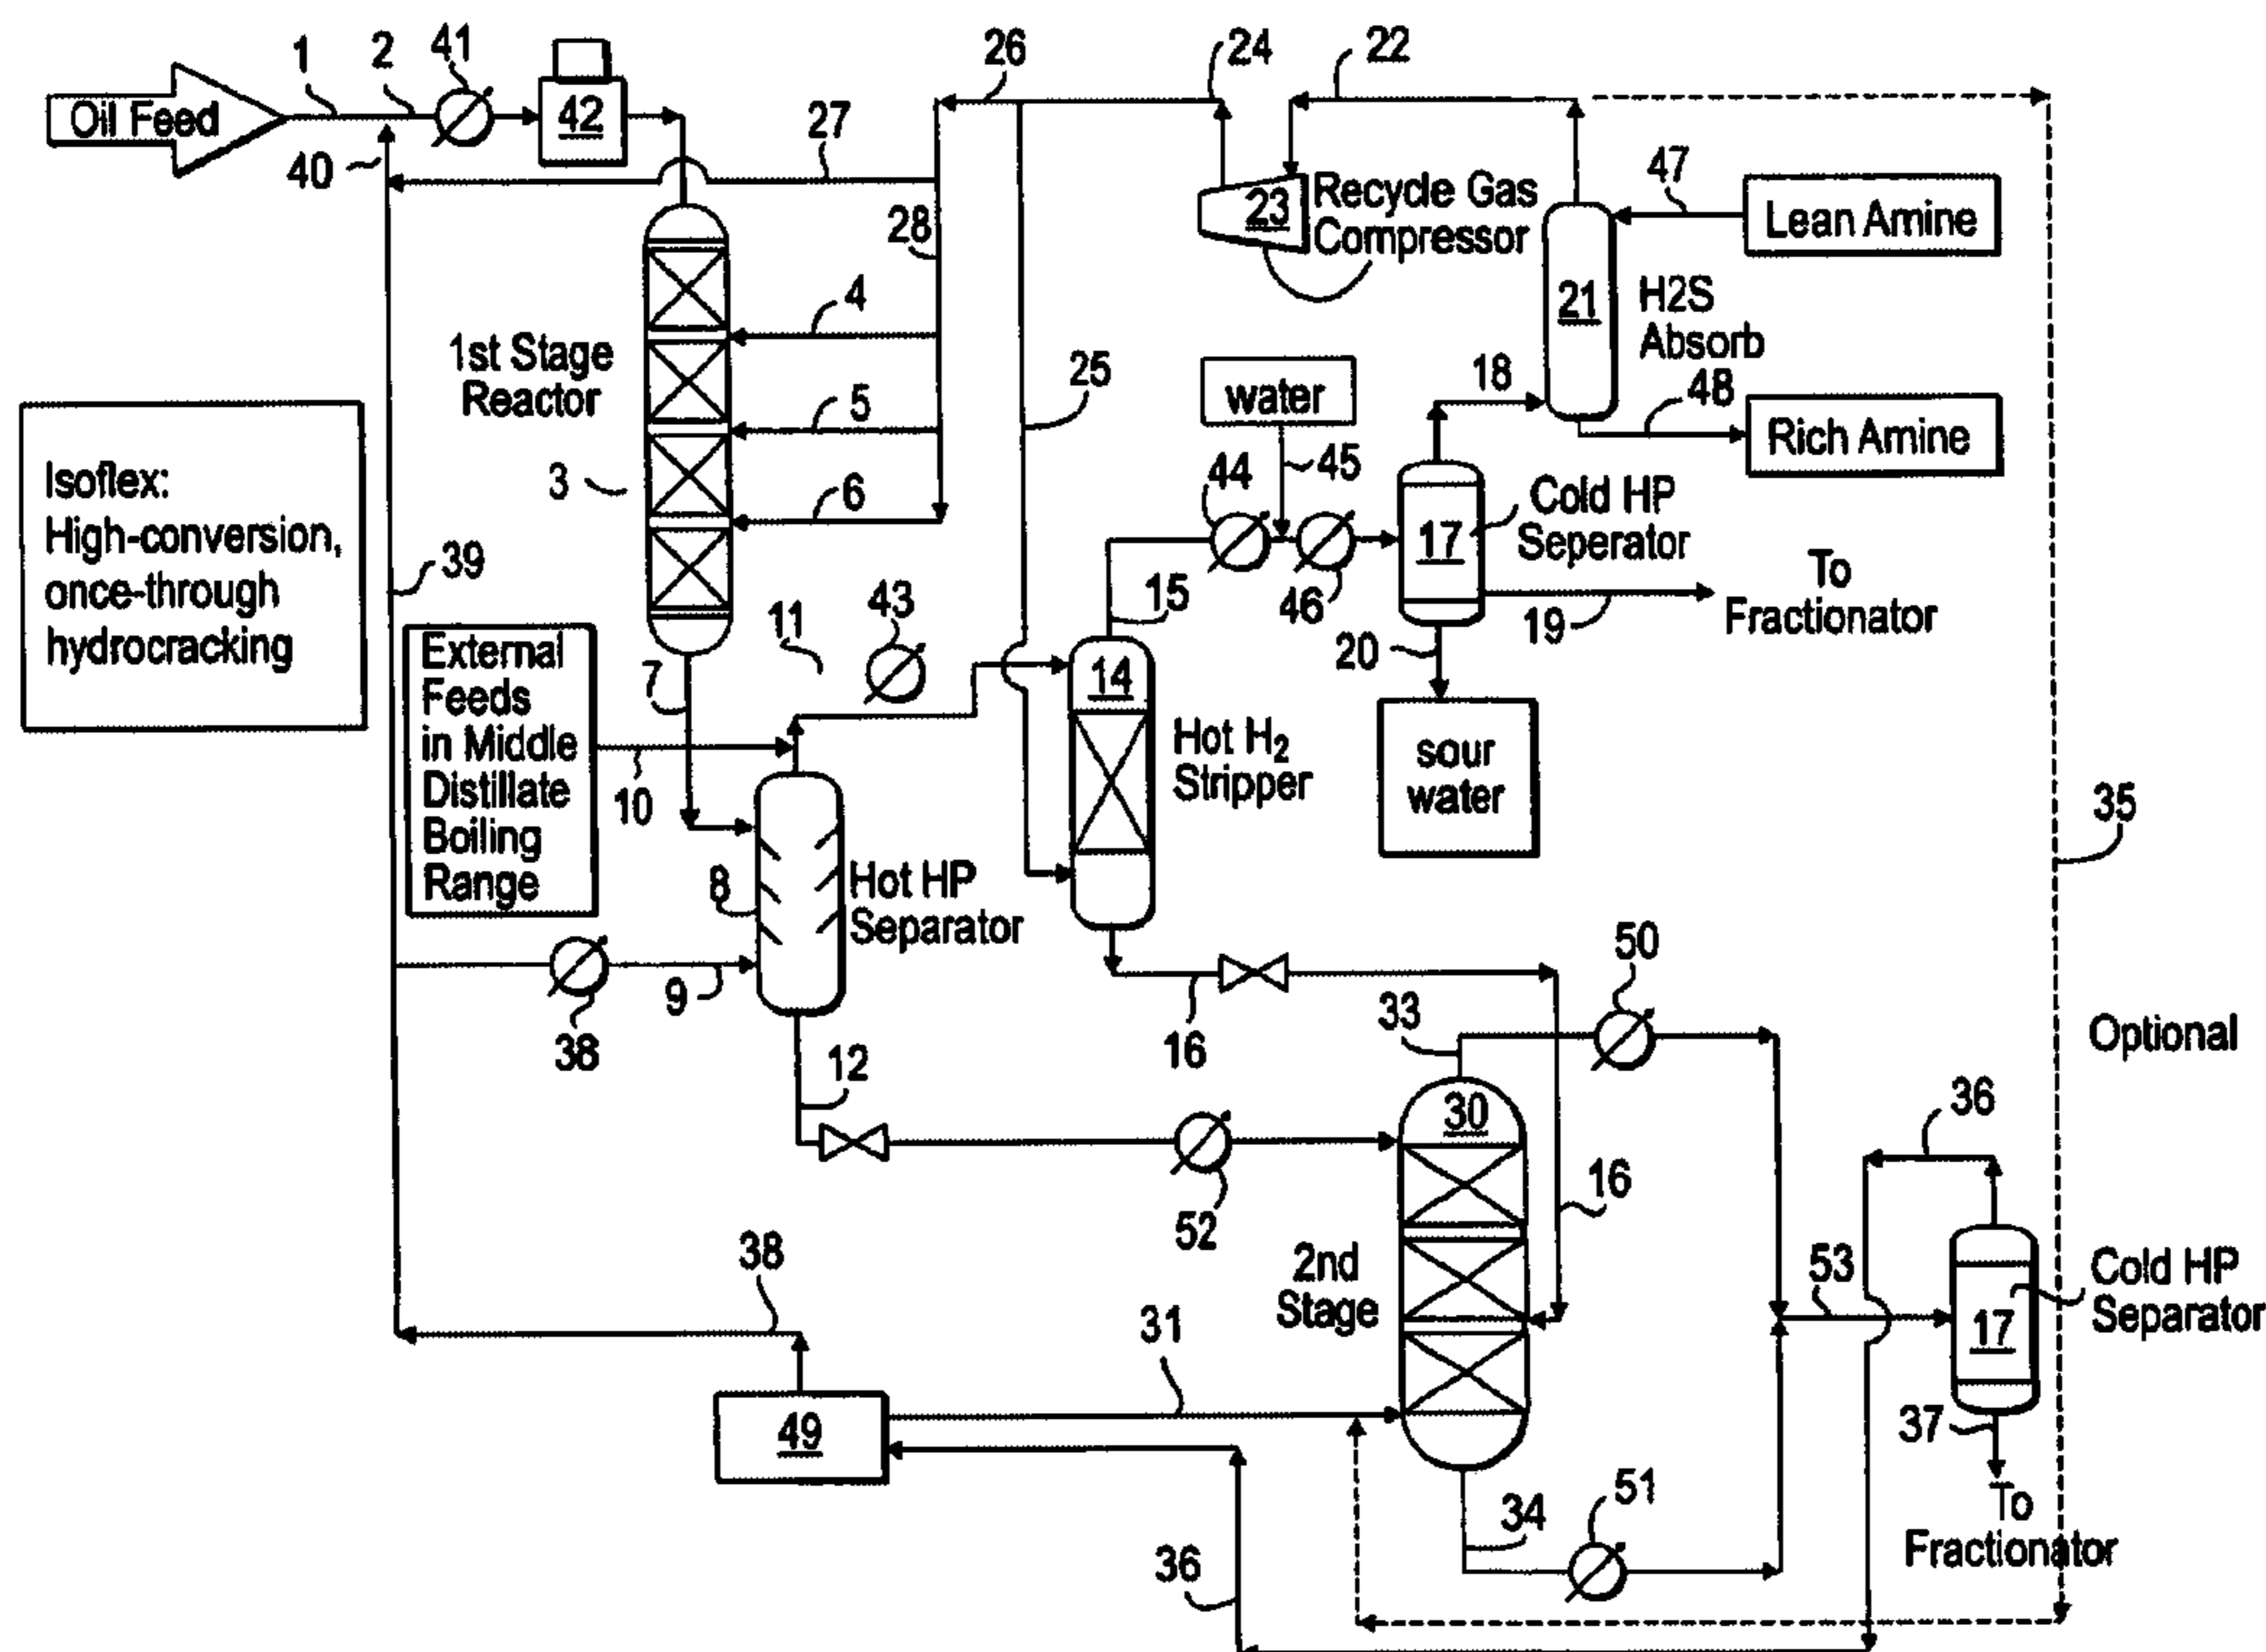 1
2
41
Oil Feed
42
40
26
24
22
27
28
23
Recycle Gas
Compressor
47
Lean Amine
21
H2S
Absorb
4
1st Stage
Reactor
5
25
water
18
48
Rich Amine
3
6
44
45
Cold HP
Seperator
17
46
Isoflex:
High-conversion,
once-through
hydrocracking
39
To
Fractionator
19
20
External
Feeds
in Middle
Distillate
Boiling
Range
7
11
43
15
14
Hot H2
Stripper
sour
water
10
8
Hot HP
Separator
35
9
38
12
16
33
50
Optional
30
36
52
16
2nd
Stage
38
31
53
Cold HP
Separator
17
49
37
To
Fractionator
34
51
36